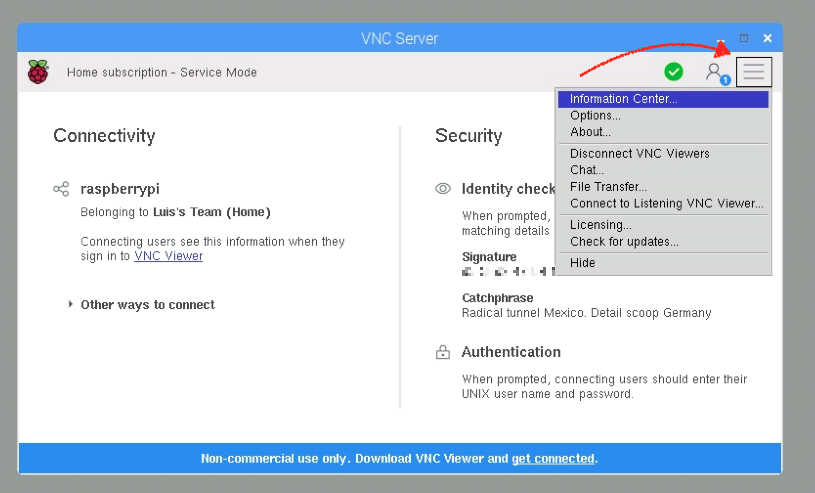 VNC Server
Home subscription - Service Mode
1
Information Center...
Options...
About...
Disconnect VNC Viewers
Chat...
File Transfer...
Connect to Listening VNC Viewer...
Licensing...
Check for updates...
Hide
Connectivity
raspberrypi
Belonging to Luis's Team (Home)
Connecting users see this information when they
sign in to VNC Viewer
Other ways to connect
Security
Identity check
When prompted,
matching details
Signature
Catchphrase
Radical tunnel Mexico. Detail scoop Germany
Authentication
When prompted, connecting users should enter their
UNIX user name and password.
Non-commercial use only. Download VNC Viewer and get connected.